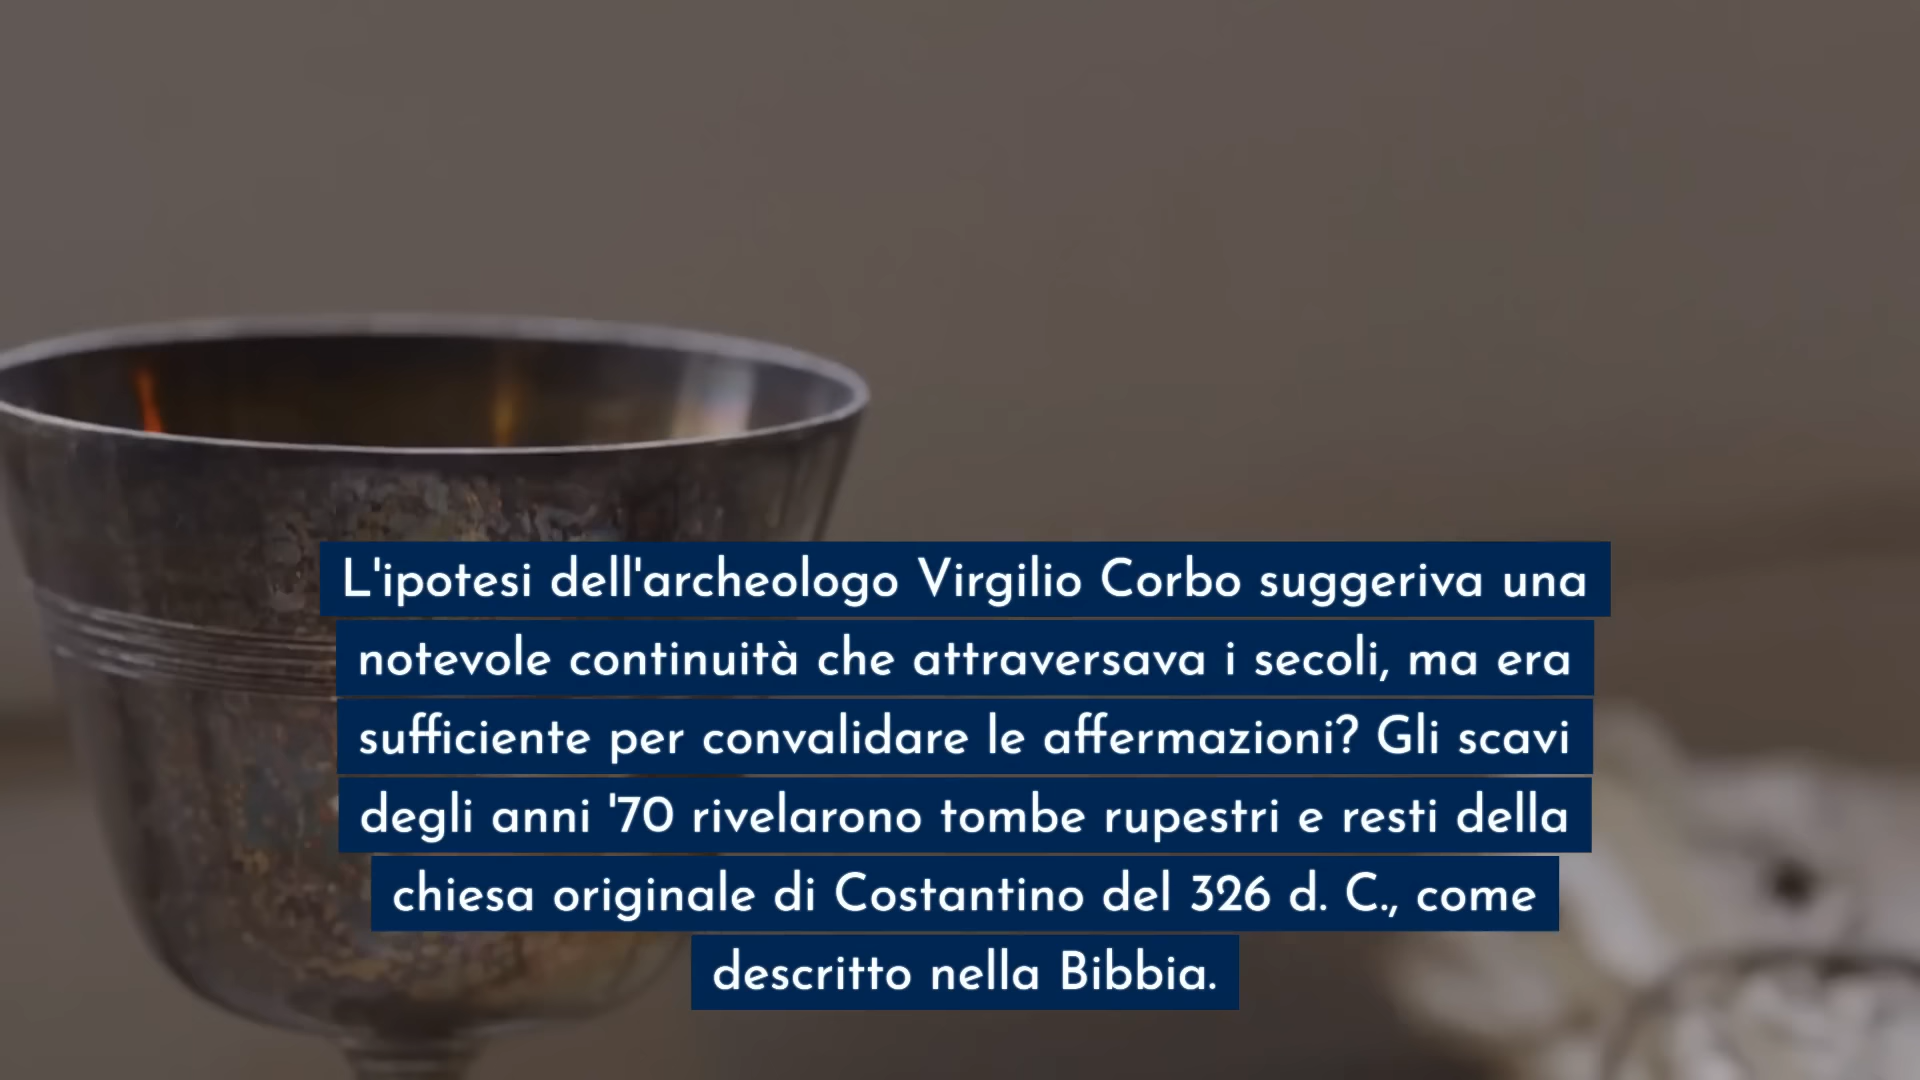 L'ipotesi dell'archeologo Virgilio Corbo suggeriva una
notevole continuità che attraversava i secoli, ma era
sufficiente per convalidare le affermazioni? Gli scavi
degli anni '70 rivelarono tombe rupestri e resti della
chiesa originale di Costantino del 326 d. C., come
descritto nella Bibbia.